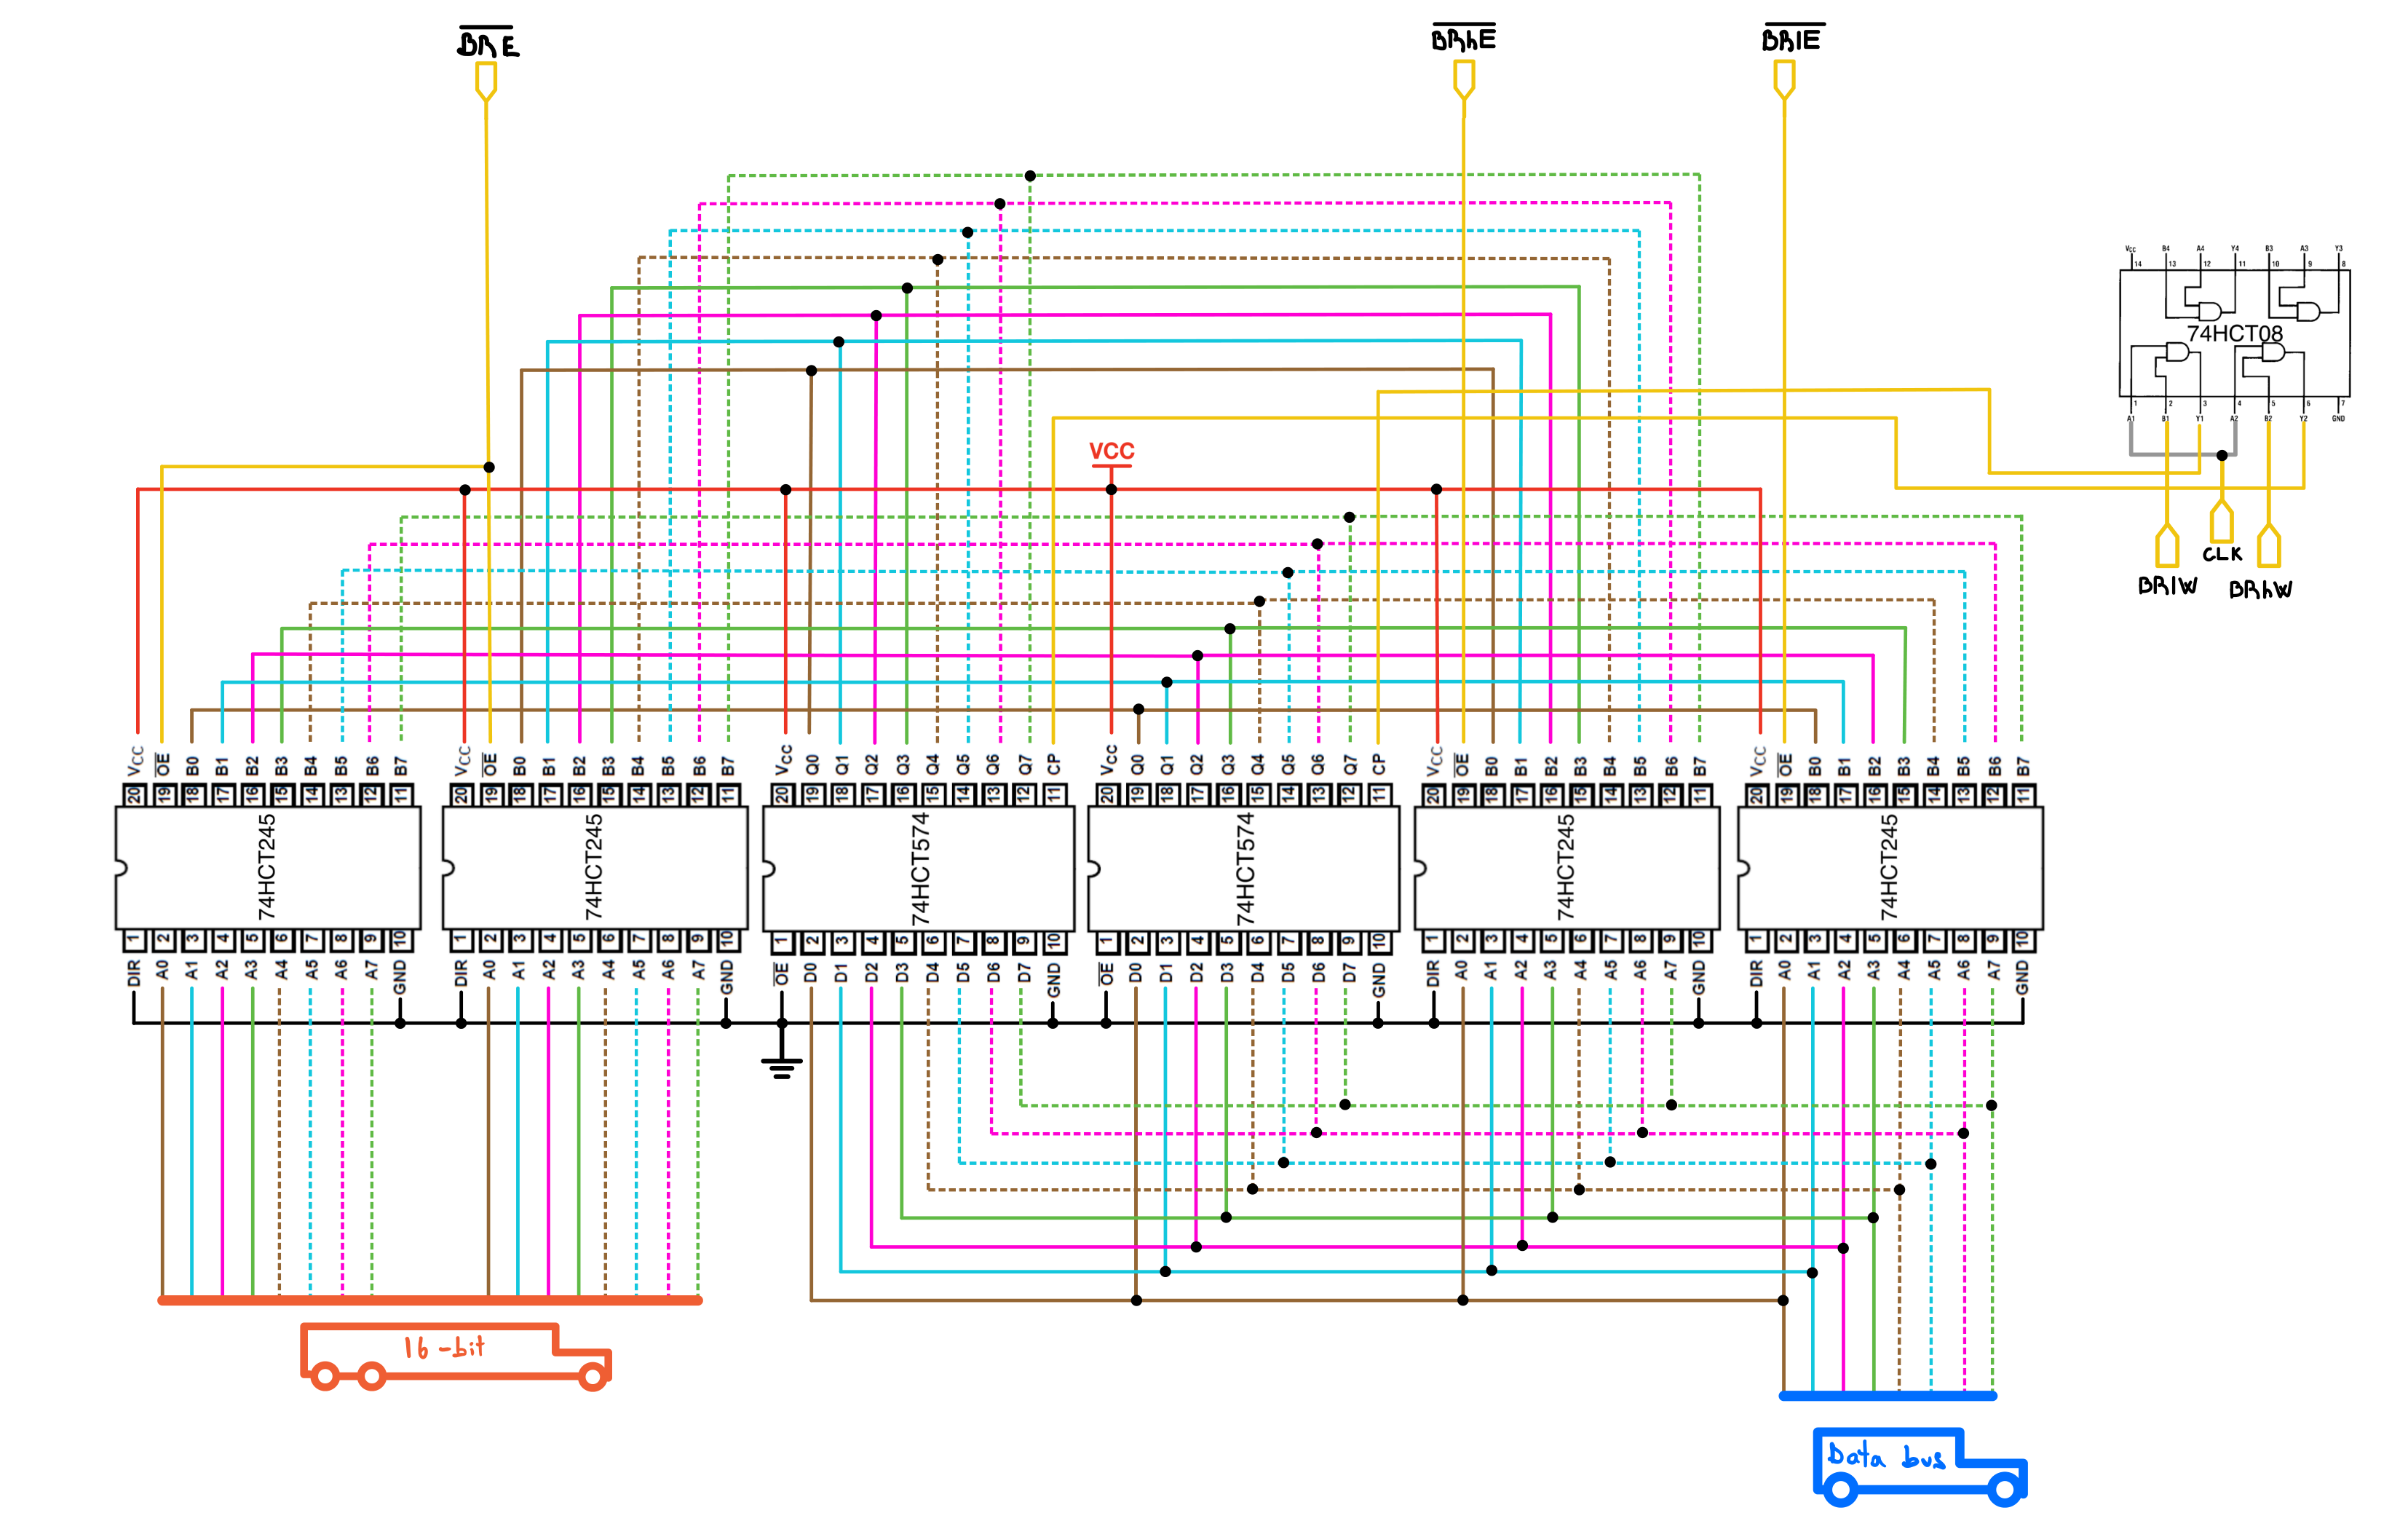 BRE
BRhE
BRlE
VCC B4 A4 Y4 B3 A3 Y3
14 13 12 11 10 9 8
74HCT08
1 2 3 4 5 6 7
A1 B1 Y1 A2 B2 Y2 GND
VCC
CLK
BRlW
BRhW
VCC OE B0 B1 B2 B3 B4 B5 B6 B7
20 19 18 17 16 15 14 13 12 11
74HCT245
1 2 3 4 5 6 7 8 9 10
DIR A0 A1 A2 A3 A4 A5 A6 A7 GND
VCC OE B0 B1 B2 B3 B4 B5 B6 B7
20 19 18 17 16 15 14 13 12 11
74HCT245
1 2 3 4 5 6 7 8 9 10
DIR A0 A1 A2 A3 A4 A5 A6 A7 GND
VCC Q0 Q1 Q2 Q3 Q4 Q5 Q6 Q7 CP
20 19 18 17 16 15 14 13 12 11
74HCT574
1 2 3 4 5 6 7 8 9 10
OE D0 D1 D2 D3 D4 D5 D6 D7 GND
VCC Q0 Q1 Q2 Q3 Q4 Q5 Q6 Q7 CP
20 19 18 17 16 15 14 13 12 11
74HCT574
1 2 3 4 5 6 7 8 9 10
OE D0 D1 D2 D3 D4 D5 D6 D7 GND
VCC OE B0 B1 B2 B3 B4 B5 B6 B7
20 19 18 17 16 15 14 13 12 11
74HCT245
1 2 3 4 5 6 7 8 9 10
DIR A0 A1 A2 A3 A4 A5 A6 A7 GND
VCC OE B0 B1 B2 B3 B4 B5 B6 B7
20 19 18 17 16 15 14 13 12 11
74HCT245
1 2 3 4 5 6 7 8 9 10
DIR A0 A1 A2 A3 A4 A5 A6 A7 GND
16-bit
Data bus